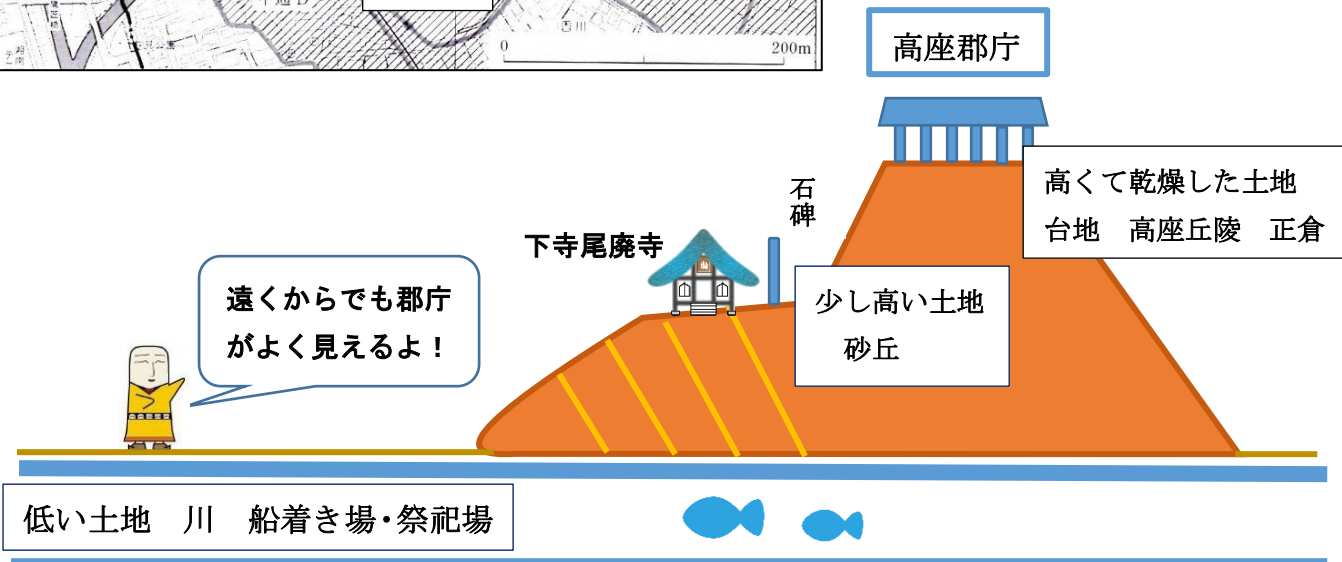 0
200m
高座郡庁
高くて乾燥した土地
台地　高座丘陵　正倉
石碑
下寺尾廃寺
少し高い土地
砂丘
遠くからでも郡庁
がよく見えるよ！
低い土地　川　船着き場・祭祀場